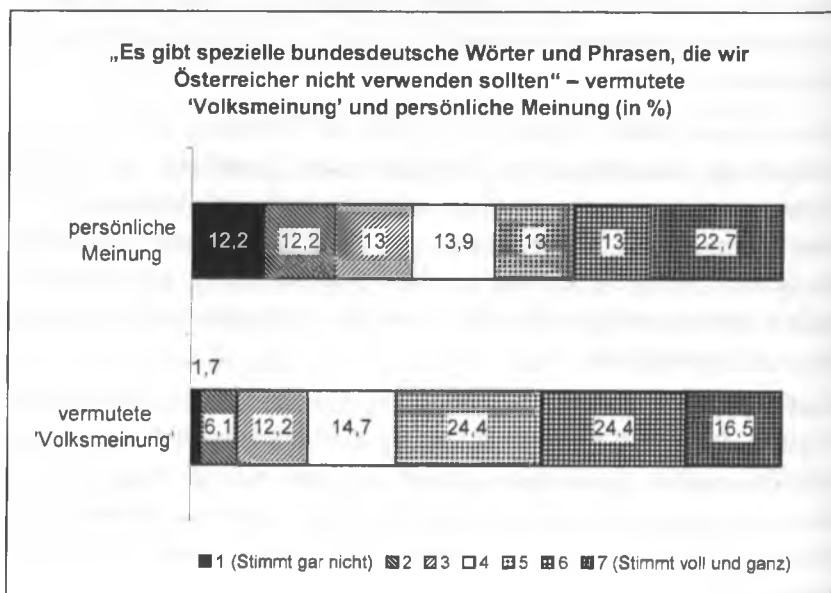 „Es gibt spezielle bundesdeutsche Wörter und Phrasen, die wir
Österreicher nicht verwenden sollten“ – vermutete
'Volksmeinung' und persönliche Meinung (in %)
persönliche
Meinung
12,2 12,2 13 13,9 13 13 22,7
1,7
vermutete
'Volksmeinung'
6,1 12,2 14,7 24,4 24,4 16,5
1 (Stimmt gar nicht) 2 3 4 5 6 7 (Stimmt voll und ganz)